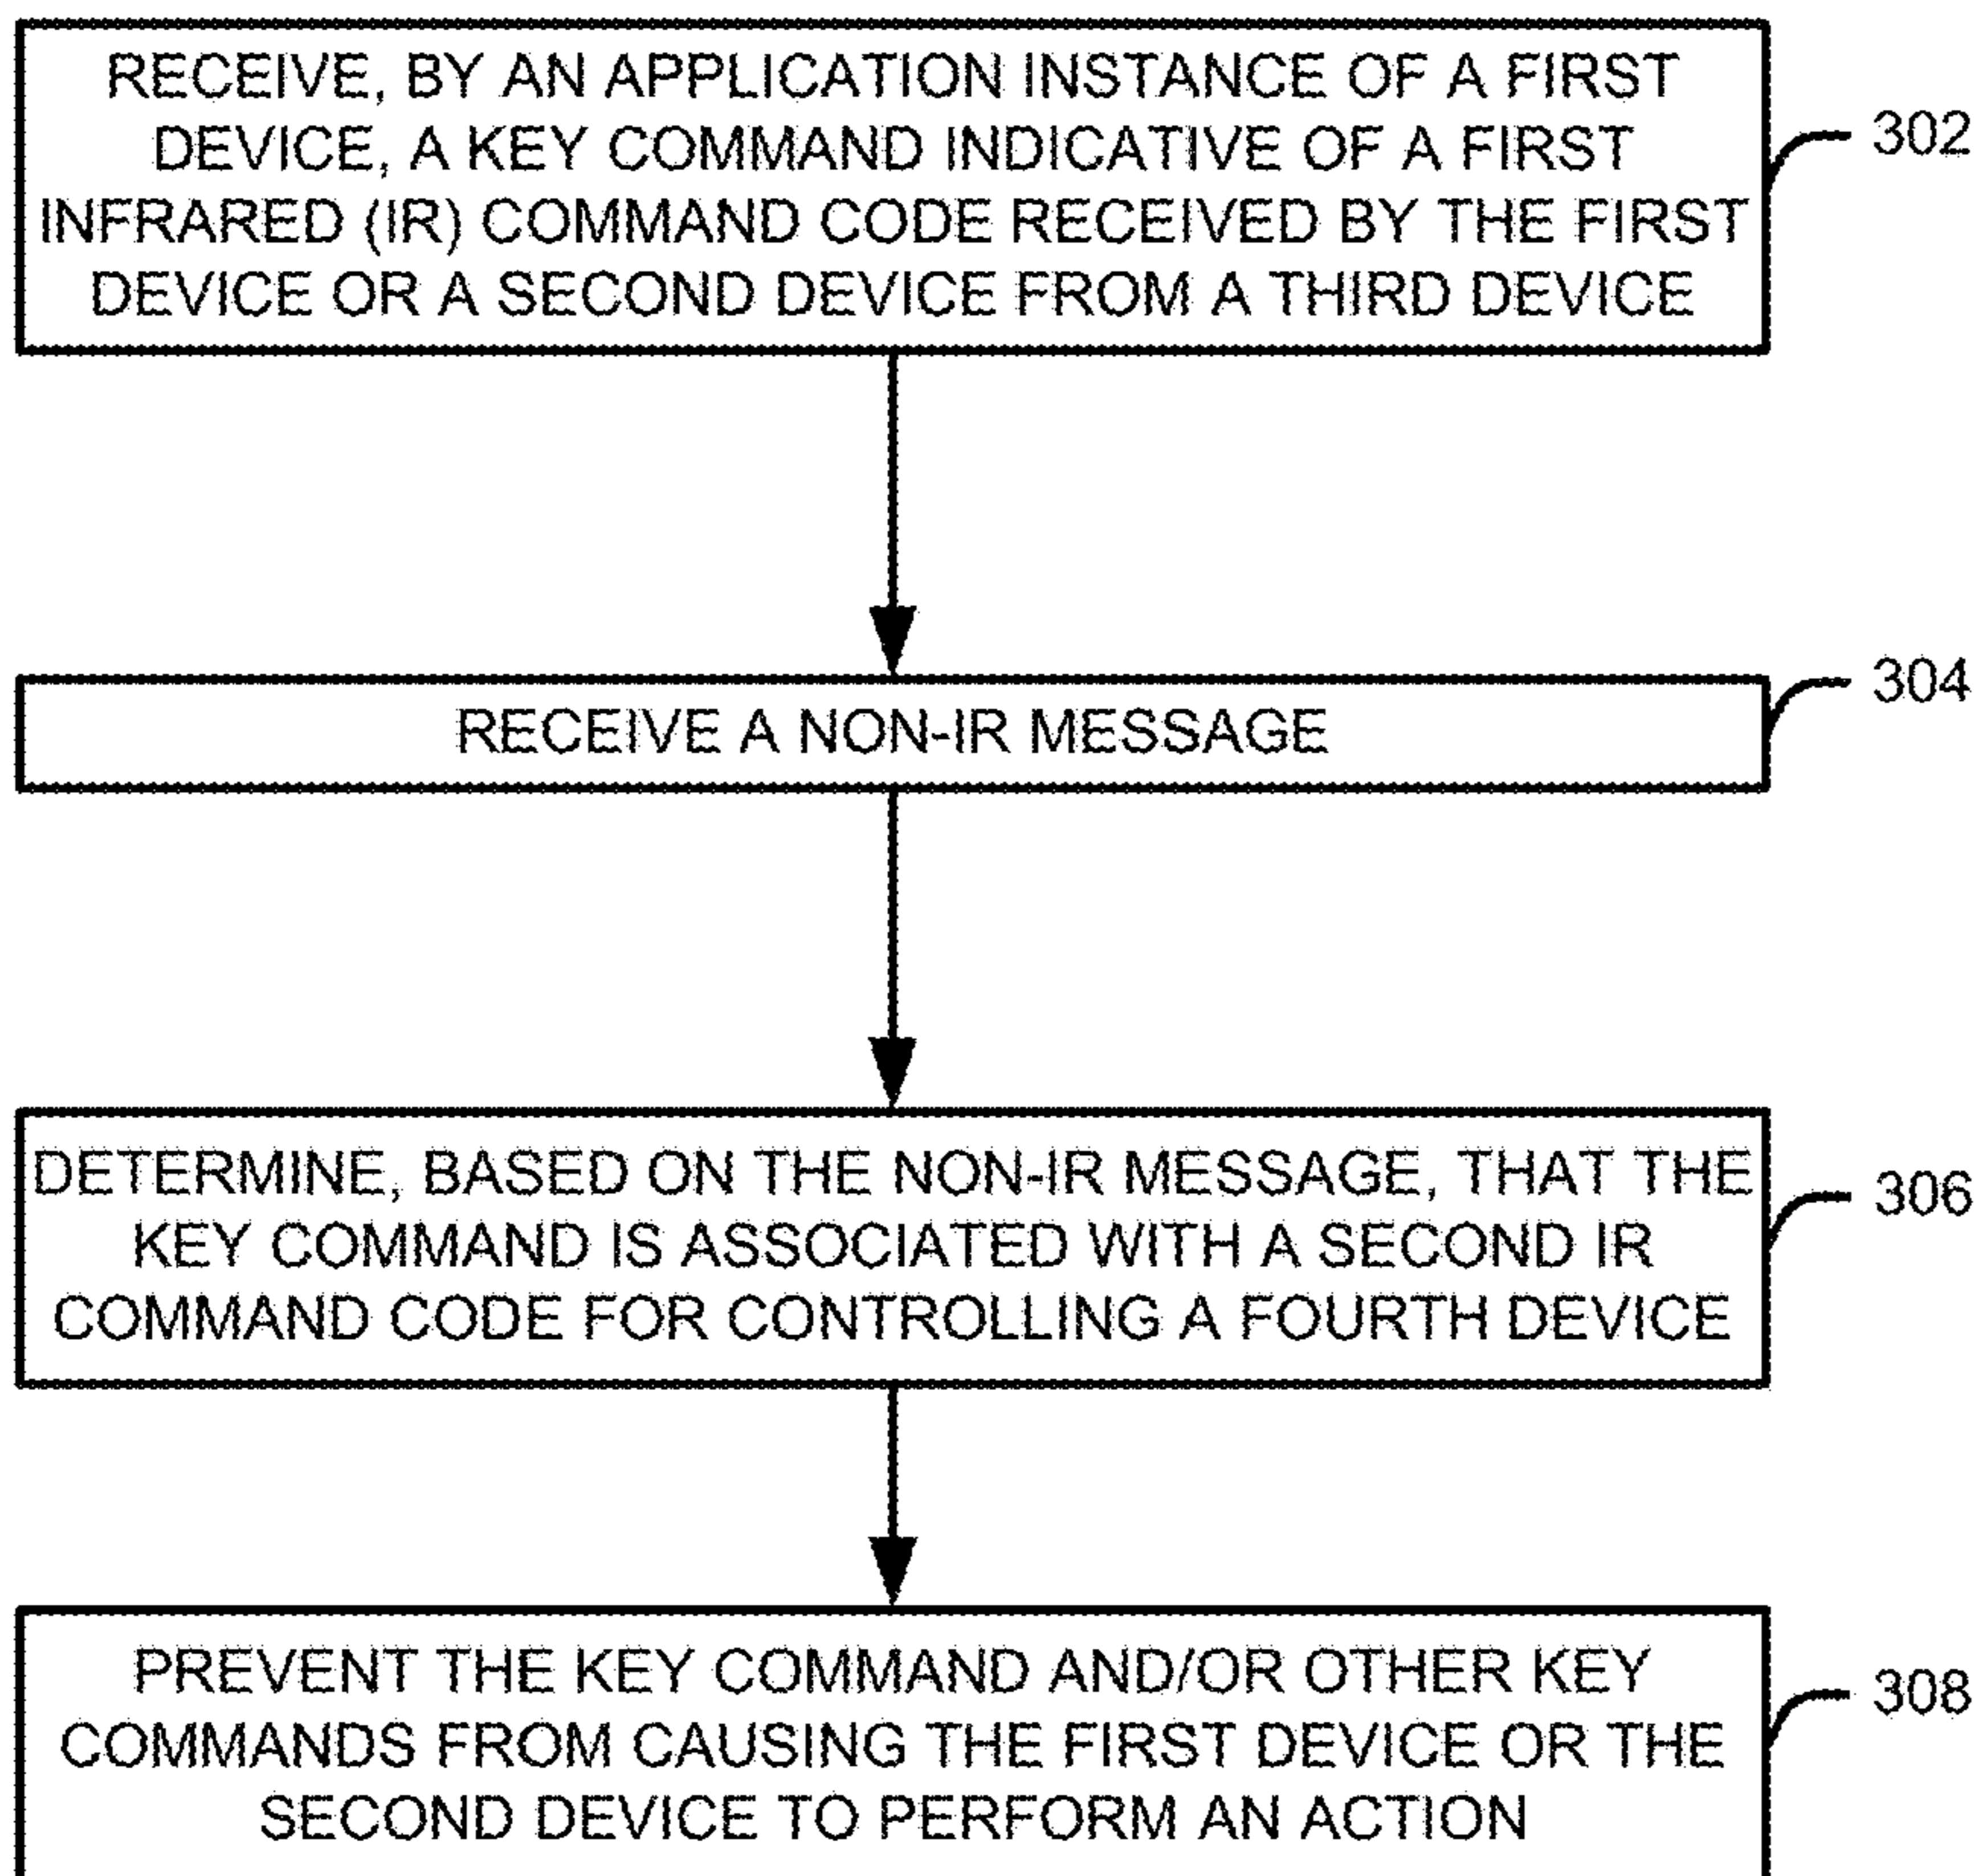 RECEIVE, BY AN APPLICATION INSTANCE OF A FIRST
DEVICE, A KEY COMMAND INDICATIVE OF A FIRST
INFRARED (IR) COMMAND CODE RECEIVED BY THE FIRST
DEVICE OR A SECOND DEVICE FROM A THIRD DEVICE
302
RECEIVE A NON-IR MESSAGE
304
DETERMINE, BASED ON THE NON-IR MESSAGE, THAT THE
KEY COMMAND IS ASSOCIATED WITH A SECOND IR
COMMAND CODE FOR CONTROLLING A FOURTH DEVICE
306
PREVENT THE KEY COMMAND AND/OR OTHER KEY
COMMANDS FROM CAUSING THE FIRST DEVICE OR THE
SECOND DEVICE TO PERFORM AN ACTION
308